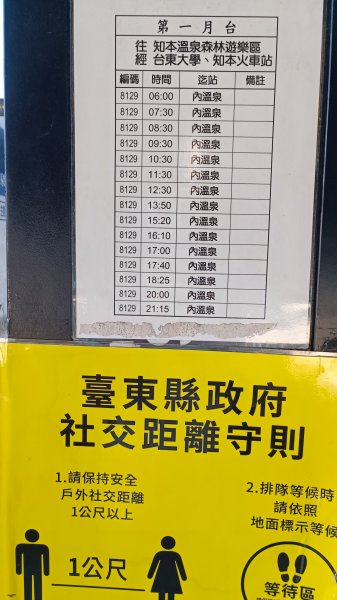 第一月台
往 知本溫泉森林遊樂區
經 台東大學、知本火車站
編碼 時間 迄站 備註
8129 06:00 內溫泉
8129 07:30 內溫泉
8129 08:30 內溫泉
8129 09:30 內溫泉
8129 10:30 內溫泉
8129 11:30 內溫泉
8129 12:30 內溫泉
8129 13:50 內溫泉
8129 15:20 內溫泉
8129 16:10 內溫泉
8129 17:00 內溫泉
8129 17:40 內溫泉
8129 18:25 內溫泉
8129 20:00 內溫泉
8129 21:15 內溫泉
臺東縣政府
社交距離守則
1.請保持安全
戶外社交距離
1公尺以上
1公尺
2.排隊等候時
請依照
地面標示等候
等待區